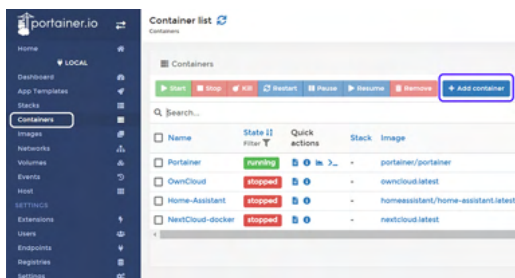 portainer.io
Home
LOCAL
Dashboard
App Templates
Stacks
Containers
Images
Networks
Volumes
Events
Host
SETTINGS
Extensions
Users
Endpoints
Registries
Settings
Container list
Containers
Containers
Start Stop Kill Restart Pause Resume Remove + Add container
Search...
Name State Filter Quick actions Stack Image
Portainer running - portainer/portainer
OwnCloud stopped - owncloud:latest
Home-Assistant stopped - homeassistant/home-assistant:latest
NextCloud-docker stopped - nextcloud:latest